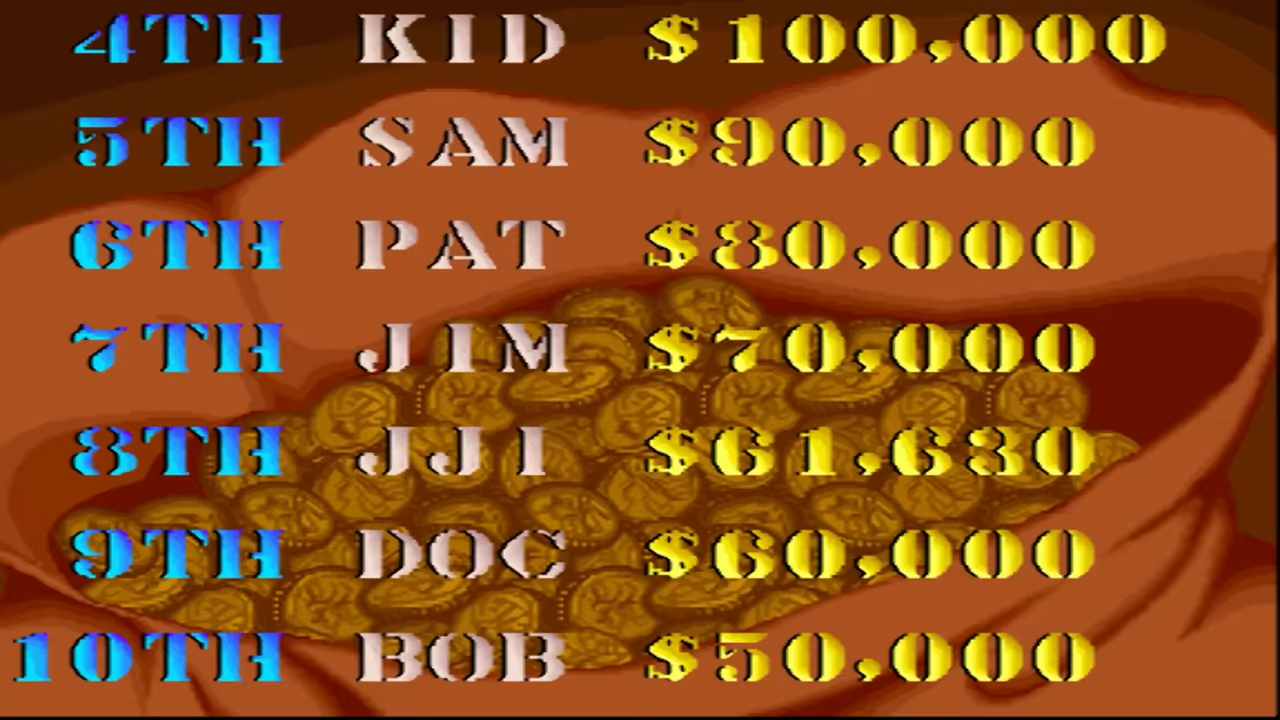 4TH KID $100,000
5TH SAM $90,000
6TH PAT $80,000
7TH JIM $70,000
8TH JJI $61,630
9TH DOC $60,000
10TH BOB $50,000